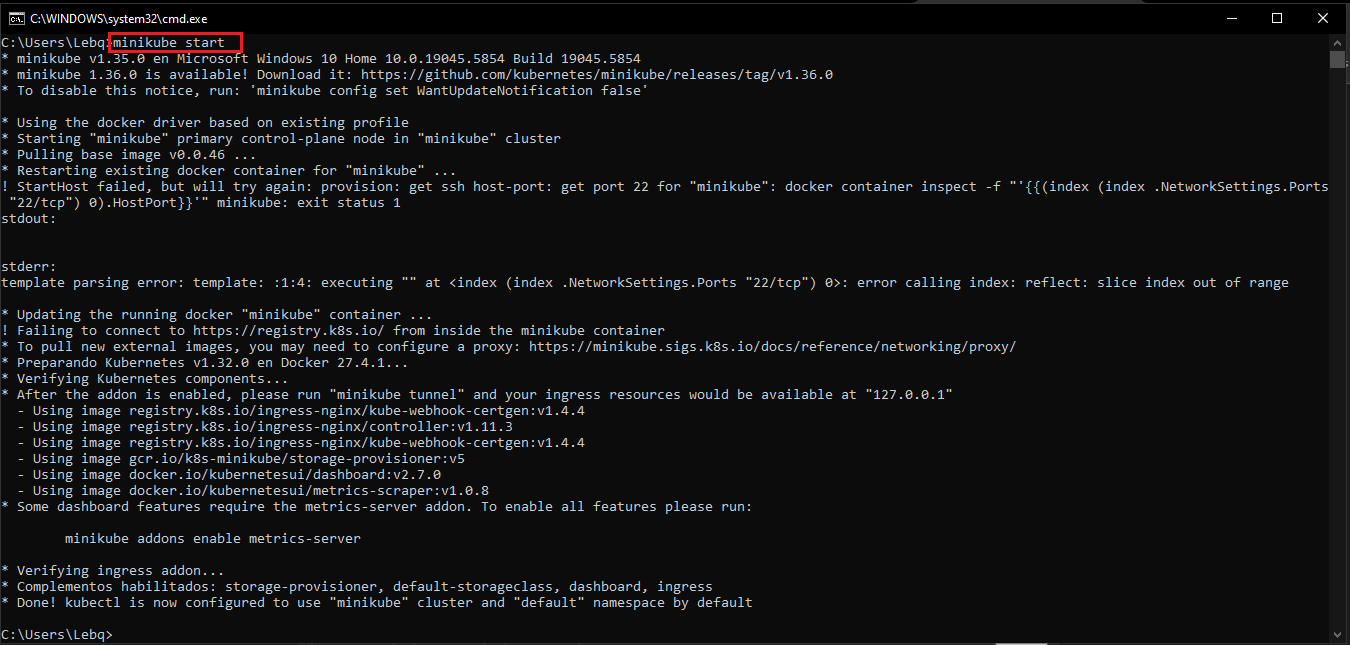 C:\WINDOWS\system32\cmd.exe
C:\Users\Lebq>minikube start
* minikube v1.35.0 en Microsoft Windows 10 Home 10.0.19045.5854 Build 19045.5854
* minikube 1.36.0 is available! Download it: https://github.com/kubernetes/minikube/releases/tag/v1.36.0
* To disable this notice, run: 'minikube config set WantUpdateNotification false'
* Using the docker driver based on existing profile
* Starting "minikube" primary control-plane node in "minikube" cluster
* Pulling base image v0.0.46 ...
* Restarting existing docker container for "minikube" ...
! StartHost failed, but will try again: provision: get ssh host-port: get port 22 for "minikube": docker container inspect -f "'{{(index (index .NetworkSettings.Ports
"22/tcp") 0).HostPort}}'" minikube: exit status 1
stdout:
stderr:
template parsing error: template: :1:4: executing "" at <index (index .NetworkSettings.Ports "22/tcp") 0>: error calling index: reflect: slice index out of range
* Updating the running docker "minikube" container ...
! Failing to connect to https://registry.k8s.io/ from inside the minikube container
* To pull new external images, you may need to configure a proxy: https://minikube.sigs.k8s.io/docs/reference/networking/proxy/
* Preparando Kubernetes v1.32.0 en Docker 27.4.1...
* Verifying Kubernetes components...
* After the addon is enabled, please run "minikube tunnel" and your ingress resources would be available at "127.0.0.1"
- Using image registry.k8s.io/ingress-nginx/kube-webhook-certgen:v1.4.4
- Using image registry.k8s.io/ingress-nginx/controller:v1.11.3
- Using image registry.k8s.io/ingress-nginx/kube-webhook-certgen:v1.4.4
- Using image gcr.io/k8s-minikube/storage-provisioner:v5
- Using image docker.io/kubernetesui/dashboard:v2.7.0
- Using image docker.io/kubernetesui/metrics-scraper:v1.0.8
* Some dashboard features require the metrics-server addon. To enable all features please run:
minikube addons enable metrics-server
* Verifying ingress addon...
* Complementos habilitados: storage-provisioner, default-storageclass, dashboard, ingress
* Done! kubectl is now configured to use "minikube" cluster and "default" namespace by default
C:\Users\Lebq>